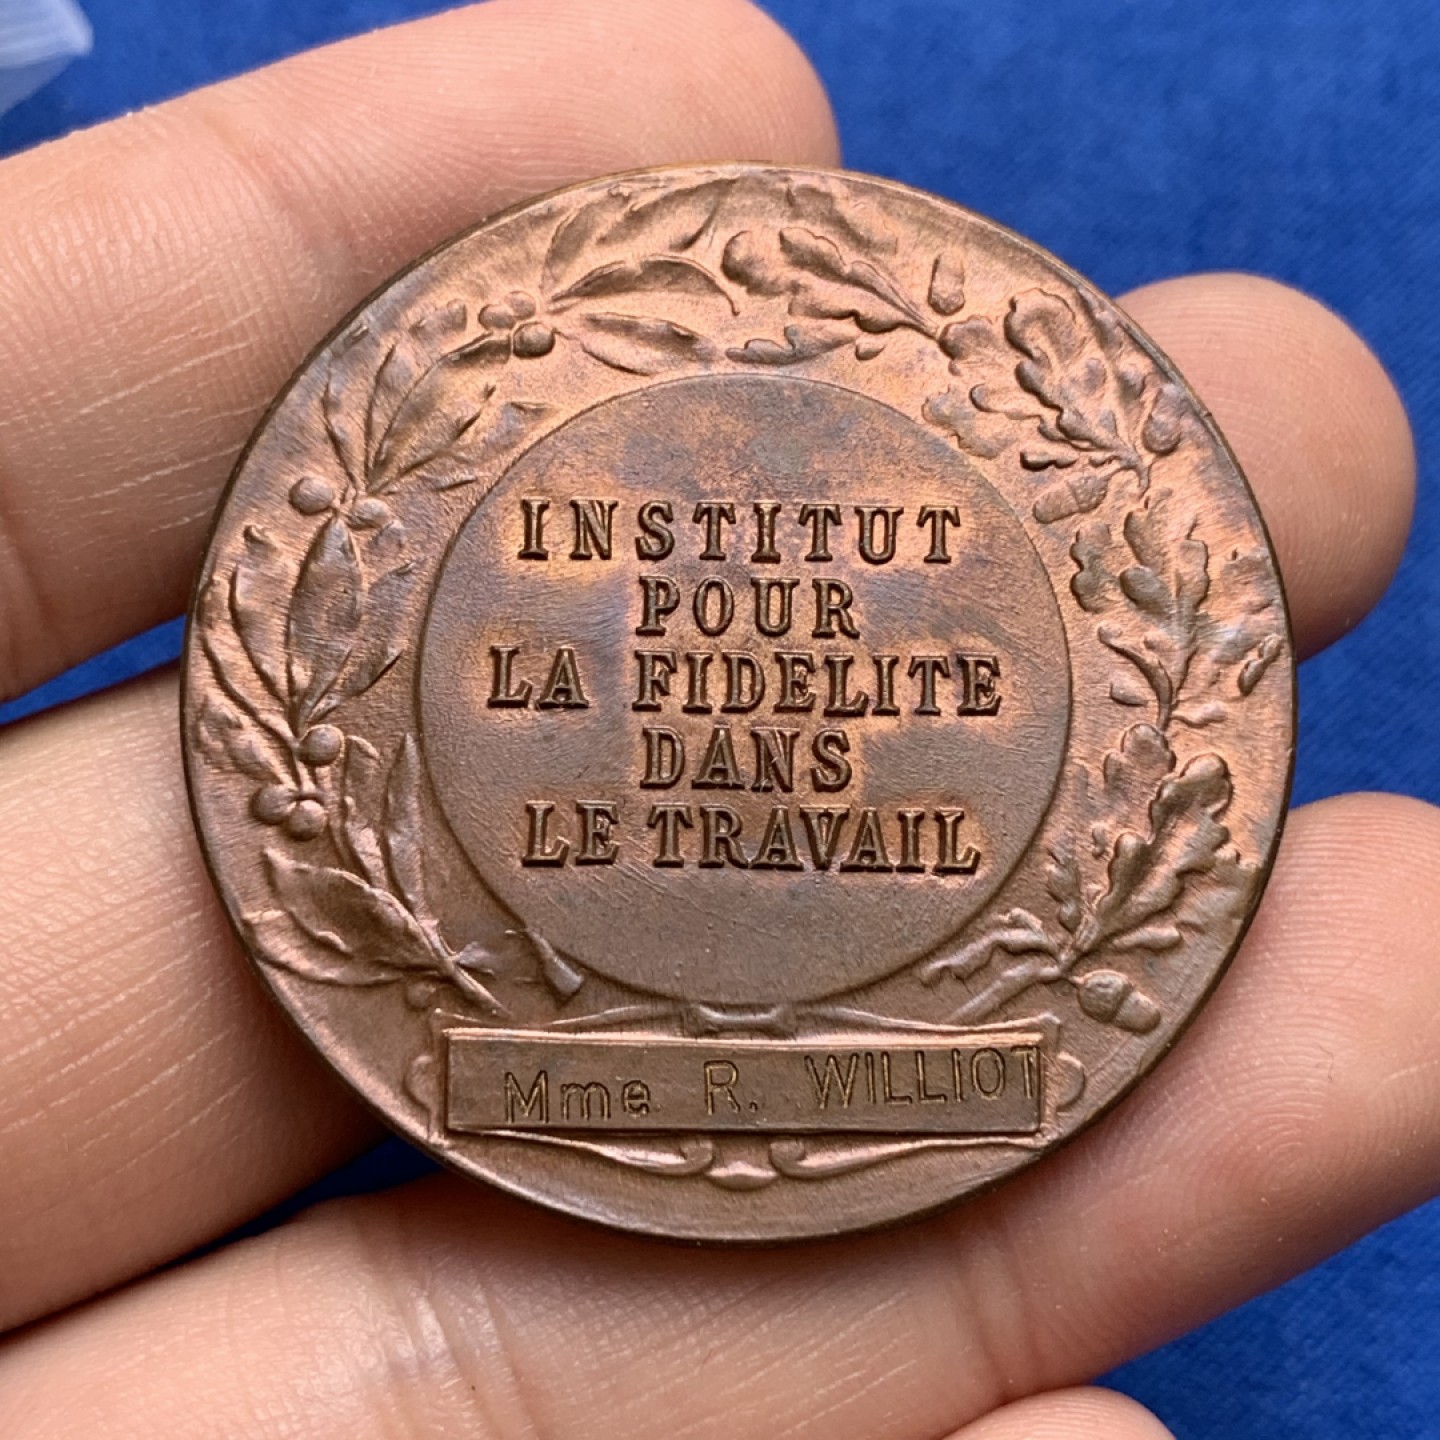 INSTITUT
POUR
LA FIDELITE
DANS
LE TRAVAIL
Mme R. WILLIOT